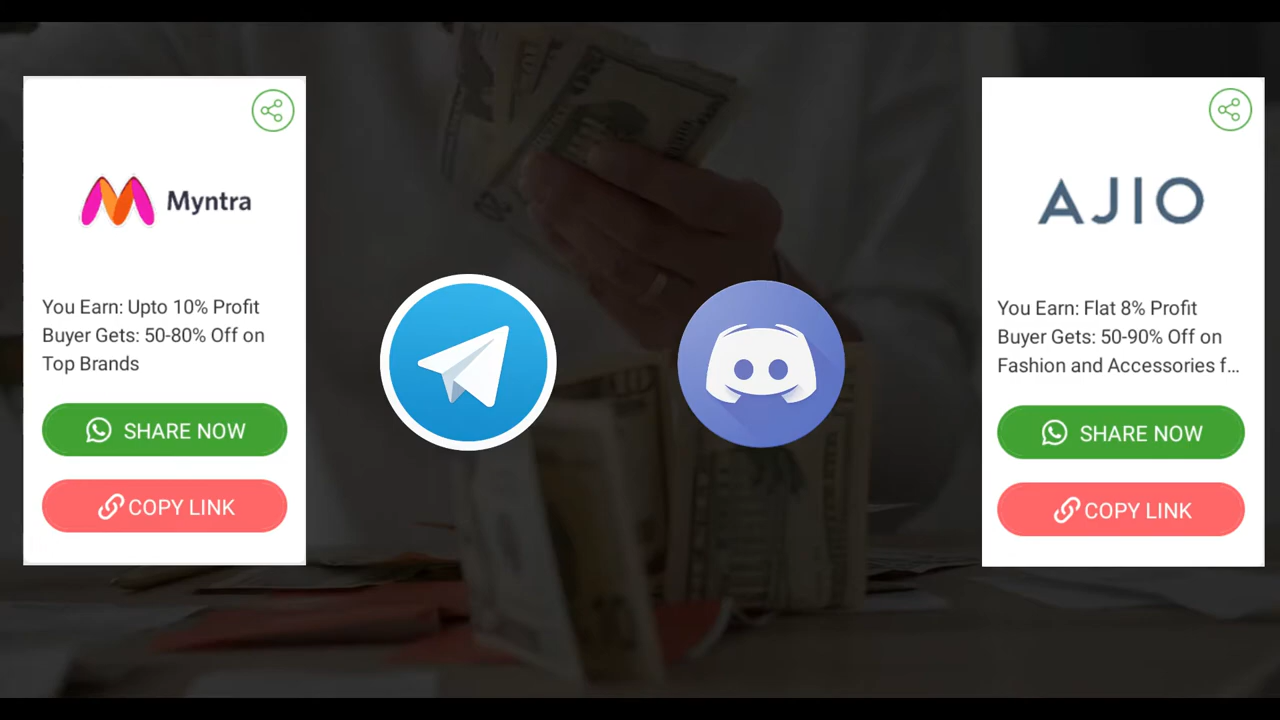 Myntra
You Earn: Upto 10% Profit
Buyer Gets: 50-80% Off on
Top Brands
SHARE NOW
COPY LINK
AJIO
You Earn: Flat 8% Profit
Buyer Gets: 50-90% Off on
Fashion and Accessories f...
SHARE NOW
COPY LINK